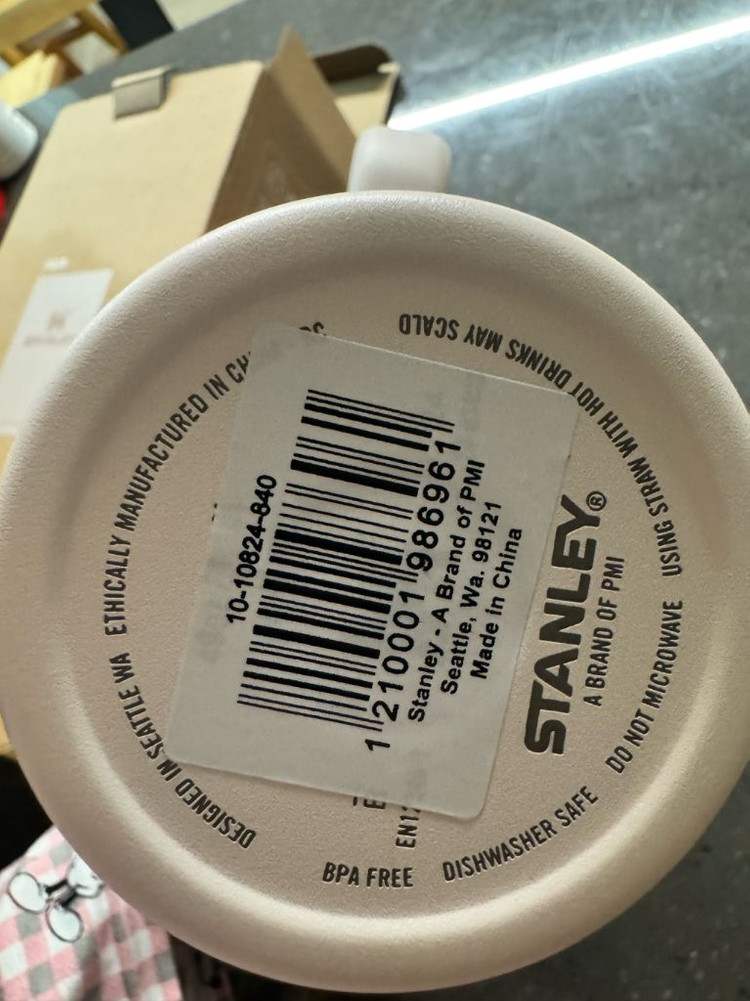 10-10824-640
1 210001 986961
Stanley - A Brand of PMI
Seattle, Wa. 98121
Made in China
STANLEY®
A BRAND OF PMI
DESIGNED IN SEATTLE WA
ETHICALLY MANUFACTURED IN
USING STRAW WITH HOT DRINKS MAY SCALD
DO NOT MICROWAVE
DISHWASHER SAFE
BPA FREE